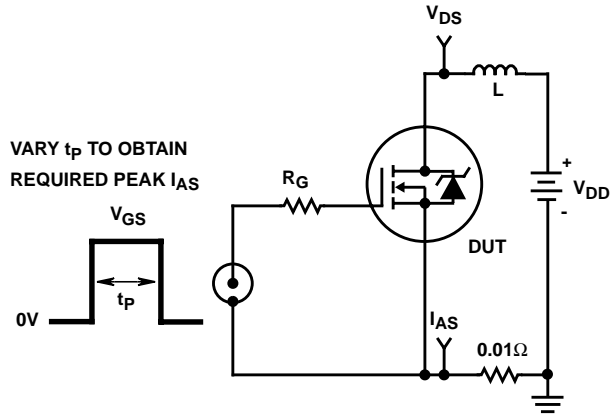 V_DS
L
VARY t_P TO OBTAIN
REQUIRED PEAK I_AS
R_G
+
V_DD
-
V_GS
DUT
t_P
0V
I_AS
0.01Ω